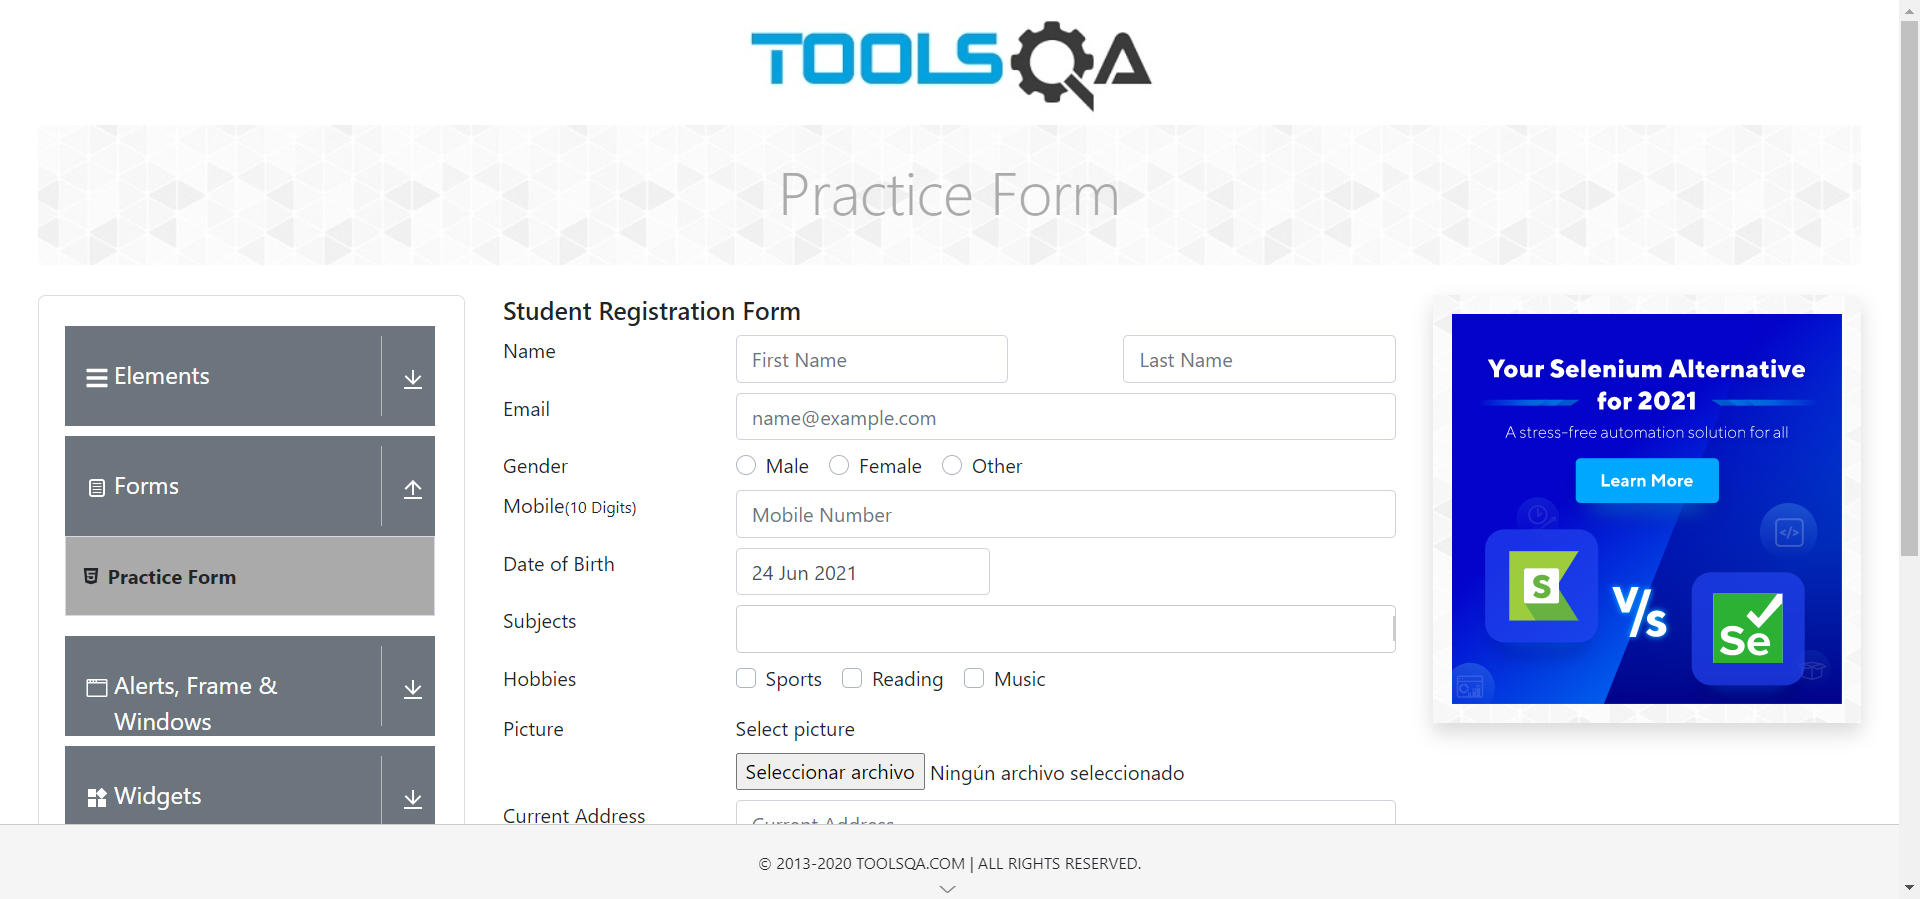 TOOLSQA
Practice Form
Elements
Forms
Practice Form
Alerts, Frame &
Windows
Widgets
Student Registration Form
Name
First Name
Last Name
Email
name@example.com
Gender
Male
Female
Other
Mobile(10 Digits)
Mobile Number
Date of Birth
24 Jun 2021
Subjects
Hobbies
Sports
Reading
Music
Picture
Select picture
Seleccionar archivo
Ningún archivo seleccionado
Current Address
Current Address
Your Selenium Alternative
for 2021
A stress-free automation solution for all
Learn More
S
V/s
Se
© 2013-2020 TOOLSQA.COM | ALL RIGHTS RESERVED.